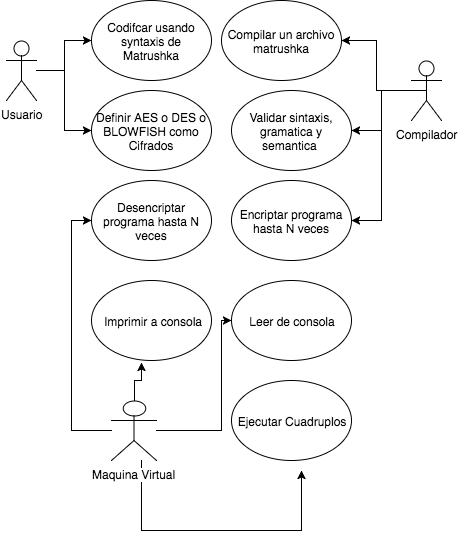 Codifcar usando
syntaxis de
Matrushka
Compilar un archivo
matrushka
Usuario
Compilador
Definir AES o DES o
BLOWFISH como
Cifrados
Validar sintaxis,
gramatica y
semantica
Desencriptar
programa hasta N
veces
Encriptar programa
hasta N veces
Imprimir a consola
Leer de consola
Ejecutar Cuadruplos
Maquina Virtual